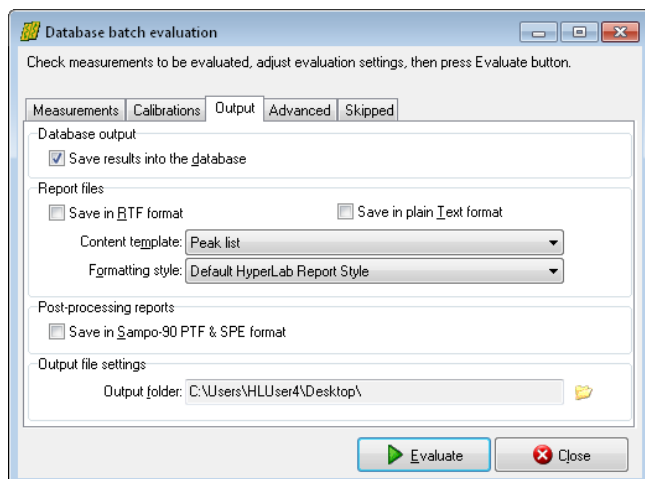 Database batch evaluation
Check measurements to be evaluated, adjust evaluation settings, then press Evaluate button.
Measurements Calibrations Output Advanced Skipped
Database output
Save results into the database
Report files
Save in RTF format Save in plain Text format
Content template: Peak list
Formatting style: Default HyperLab Report Style
Post-processing reports
Save in Sampo-90 PTF & SPE format
Output file settings
Output folder: C:\Users\HLUser4\Desktop\
Evaluate Close